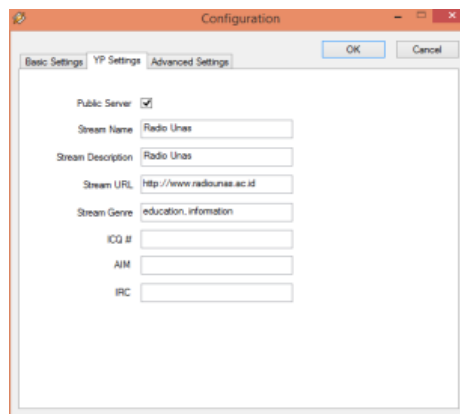 Configuration
OK Cancel
Basic Settings YP Settings Advanced Settings
Public Server
Stream Name Radio Unas
Stream Description Radio Unas
Stream URL http://www.radiounas.ac.id
Stream Genre education, information
ICQ #
AIM
IRC